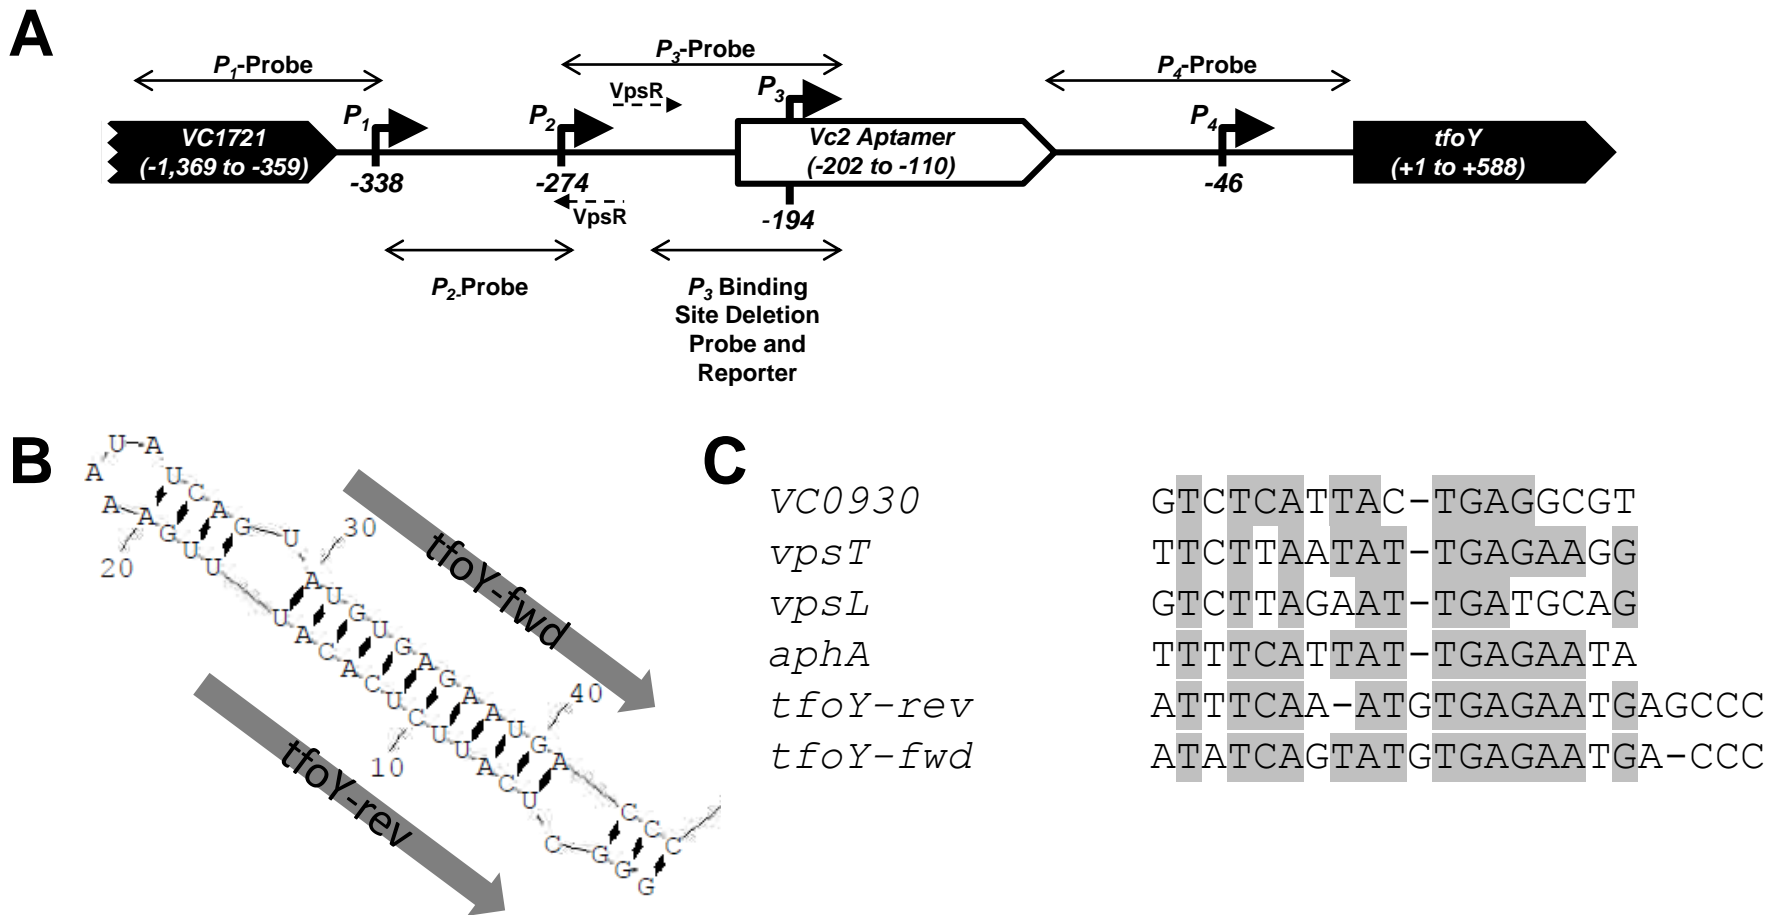 A
P1-Probe
P3-Probe
P4-Probe
VpsR
P1
P2
P3
P4
VC1721
(-1,369 to -359)
Vc2 Aptamer
(-202 to -110)
tfoY
(+1 to +588)
-338
-274
-46
VpsR
-194
P2-Probe
P3 Binding
Site Deletion
Probe and
Reporter
B
U-A
A
A
U
C
A
G
U
A
G
U
U
20
30
A U G U G A G A A U G A
tfoY-fwd
40
U A C A C U C U U A C U
10
tfoY-rev
C
C C C
G G G
C
VC0930 GTCTCATTAC-TGAGGCGT
vpsT TTCTTAATAT-TGAGAAGG
vpsL GTCTTAGAAT-TGATGCAG
aphA TTTTCATTAT-TGAGAATA
tfoY-rev ATTTCAA-ATGTGAGAATGAGCCC
tfoY-fwd ATATCAGTATGTGAGAATGA-CCC